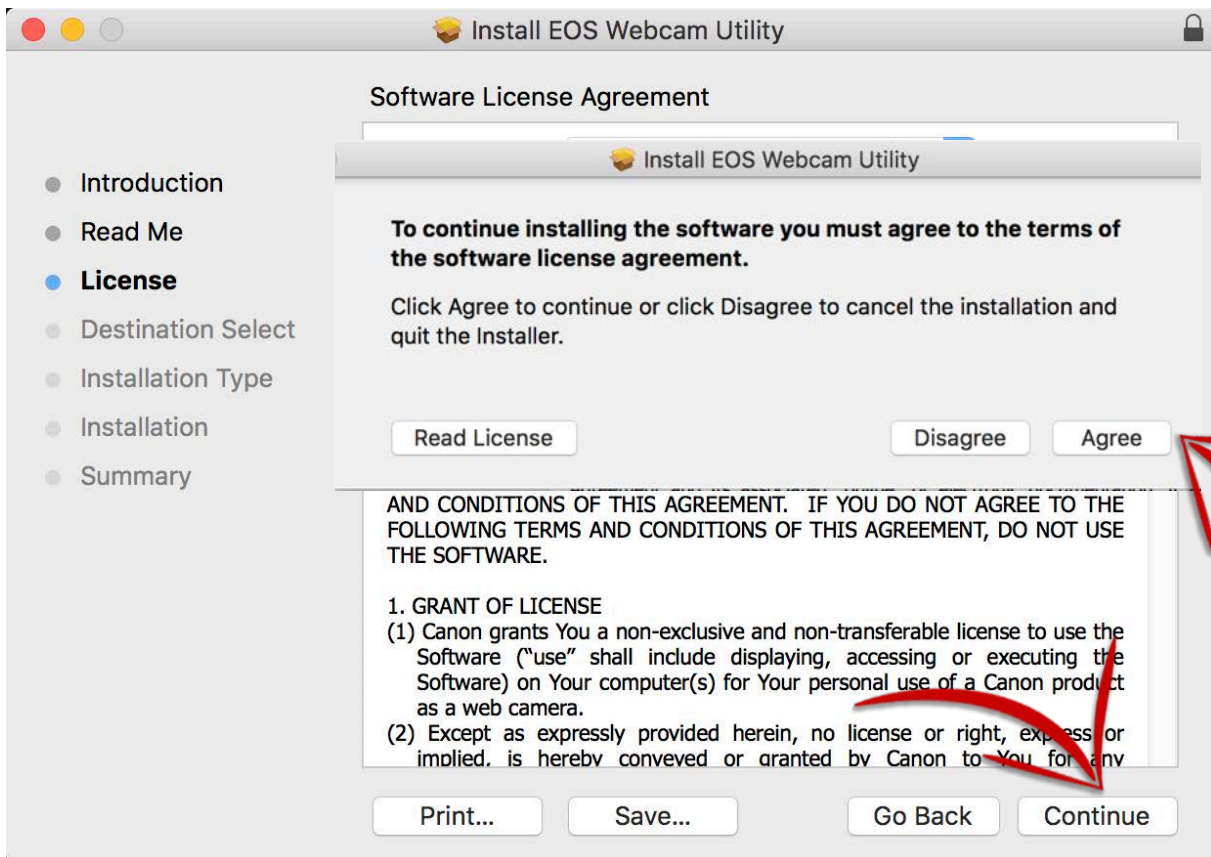 Install EOS Webcam Utility
Software License Agreement
Introduction
Read Me
License
Destination Select
Installation Type
Installation
Summary
Install EOS Webcam Utility
To continue installing the software you must agree to the terms of
the software license agreement.
Click Agree to continue or click Disagree to cancel the installation and
quit the Installer.
Read License
Disagree
Agree
AND CONDITIONS OF THIS AGREEMENT. IF YOU DO NOT AGREE TO THE
FOLLOWING TERMS AND CONDITIONS OF THIS AGREEMENT, DO NOT USE
THE SOFTWARE.
1. GRANT OF LICENSE
(1) Canon grants You a non-exclusive and non-transferable license to use the
Software (“use” shall include displaying, accessing or executing the
Software) on Your computer(s) for Your personal use of a Canon product
as a web camera.
(2) Except as expressly provided herein, no license or right, express or
implied, is hereby conveyed or granted by Canon to You for any
Print...
Save...
Go Back
Continue